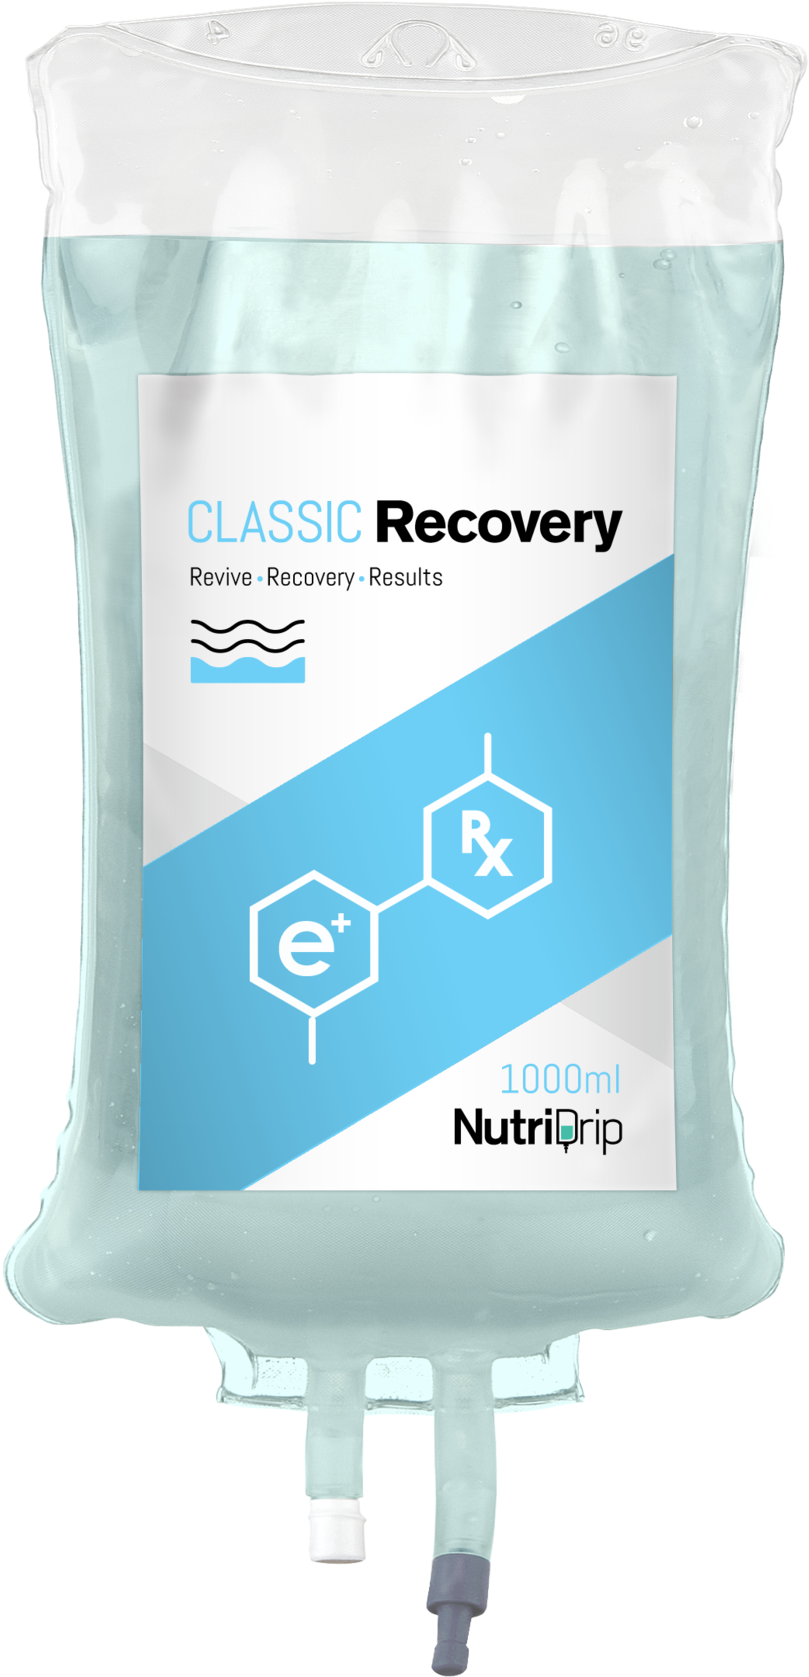 CLASSIC Recovery
Revive • Recovery • Results
Rx
e+
1000ml
NutriDrip